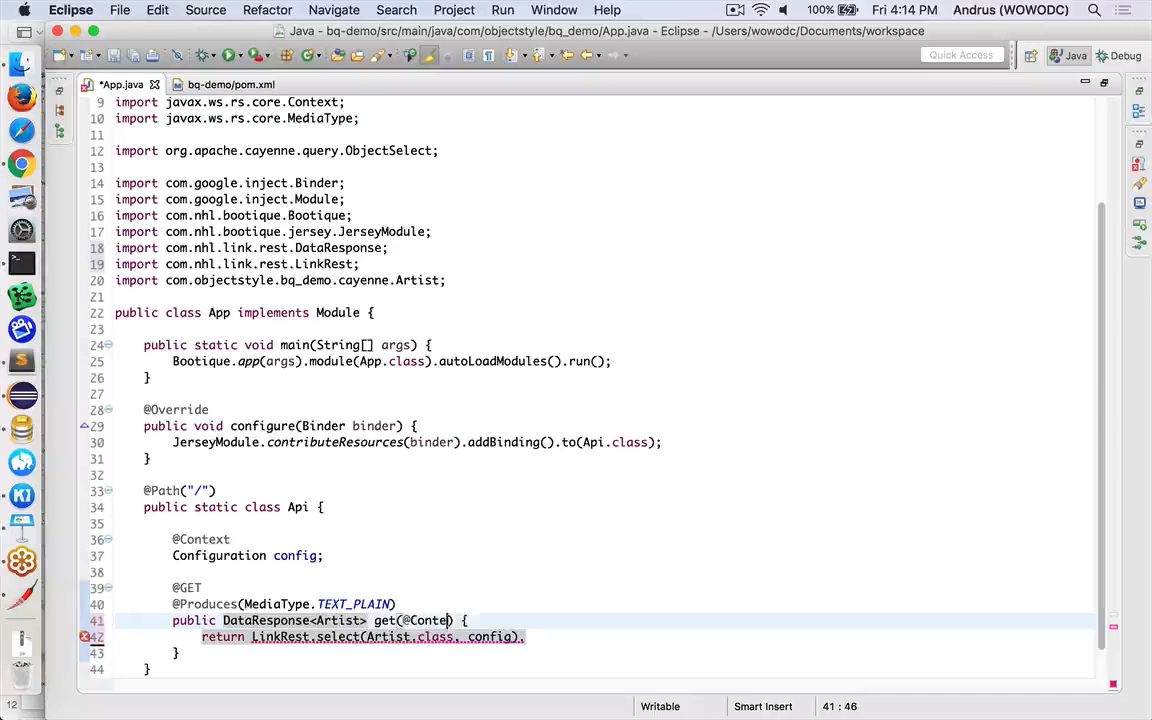 Eclipse File Edit Source Refactor Navigate Search Project Run Window Help 100% Fri 4:14 PM Andrus (WOWODC)
Java - bq-demo/src/main/java/com/objectstyle/bq_demo/App.java - Eclipse - /Users/wowodc/Documents/workspace
Quick Access Java Debug
*App.java bq-demo/pom.xml
9 import javax.ws.rs.core.Context;
10 import javax.ws.rs.core.MediaType;
11
12 import org.apache.cayenne.query.ObjectSelect;
13
14 import com.google.inject.Binder;
15 import com.google.inject.Module;
16 import com.nhl.bootique.Bootique;
17 import com.nhl.bootique.jersey.JerseyModule;
18 import com.nhl.link.rest.DataResponse;
19 import com.nhl.link.rest.LinkRest;
20 import com.objectstyle.bq_demo.cayenne.Artist;
21
22 public class App implements Module {
23
24 public static void main(String[] args) {
25 Bootique.app(args).module(App.class).autoLoadModules().run();
26 }
27
28 @Override
29 public void configure(Binder binder) {
30 JerseyModule.contributeResources(binder).addBinding().to(Api.class);
31 }
32
33 @Path("/")
34 public static class Api {
35
36 @Context
37 Configuration config;
38
39 @GET
40 @Produces(MediaType.TEXT_PLAIN)
41 public DataResponse<Artist> get(@Conte) {
42 return LinkRest.select(Artist.class, config).
43 }
44 }
12 Writable Smart Insert 41 : 46